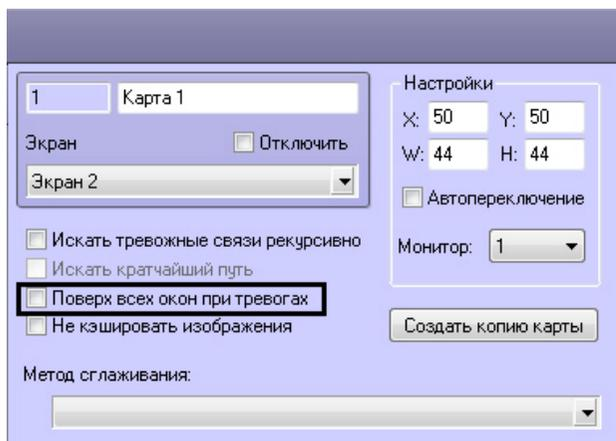 1 Карта 1
Экран Отключить
Экран 2
Искать тревожные связи рекурсивно
Искать кратчайший путь
Поверх всех окон при тревогах
Не кэшировать изображения
Метод сглаживания:
Настройки
X: 50 Y: 50
W: 44 H: 44
Автопереключение
Монитор: 1
Создать копию карты